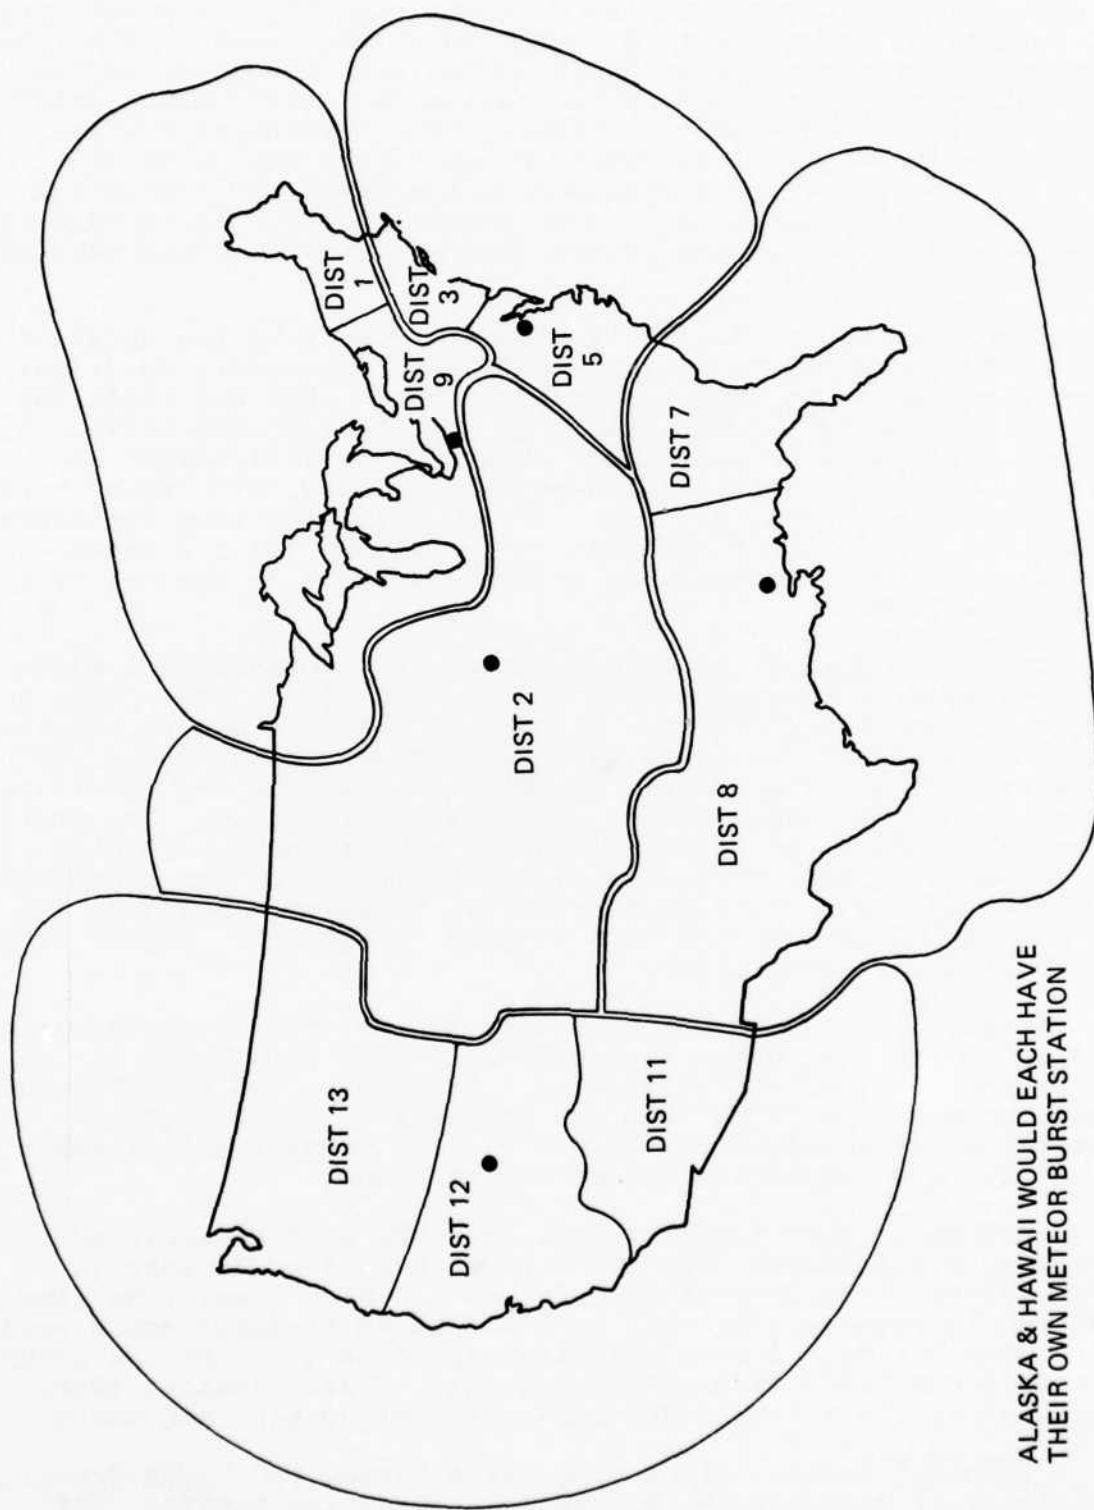 DIST 13
DIST 12
DIST 11
DIST 2
DIST 8
DIST 9
DIST
1
DIST
3
DIST
5
DIST 7
ALASKA & HAWAII WOULD EACH HAVE
THEIR OWN METEOR BURST STATION